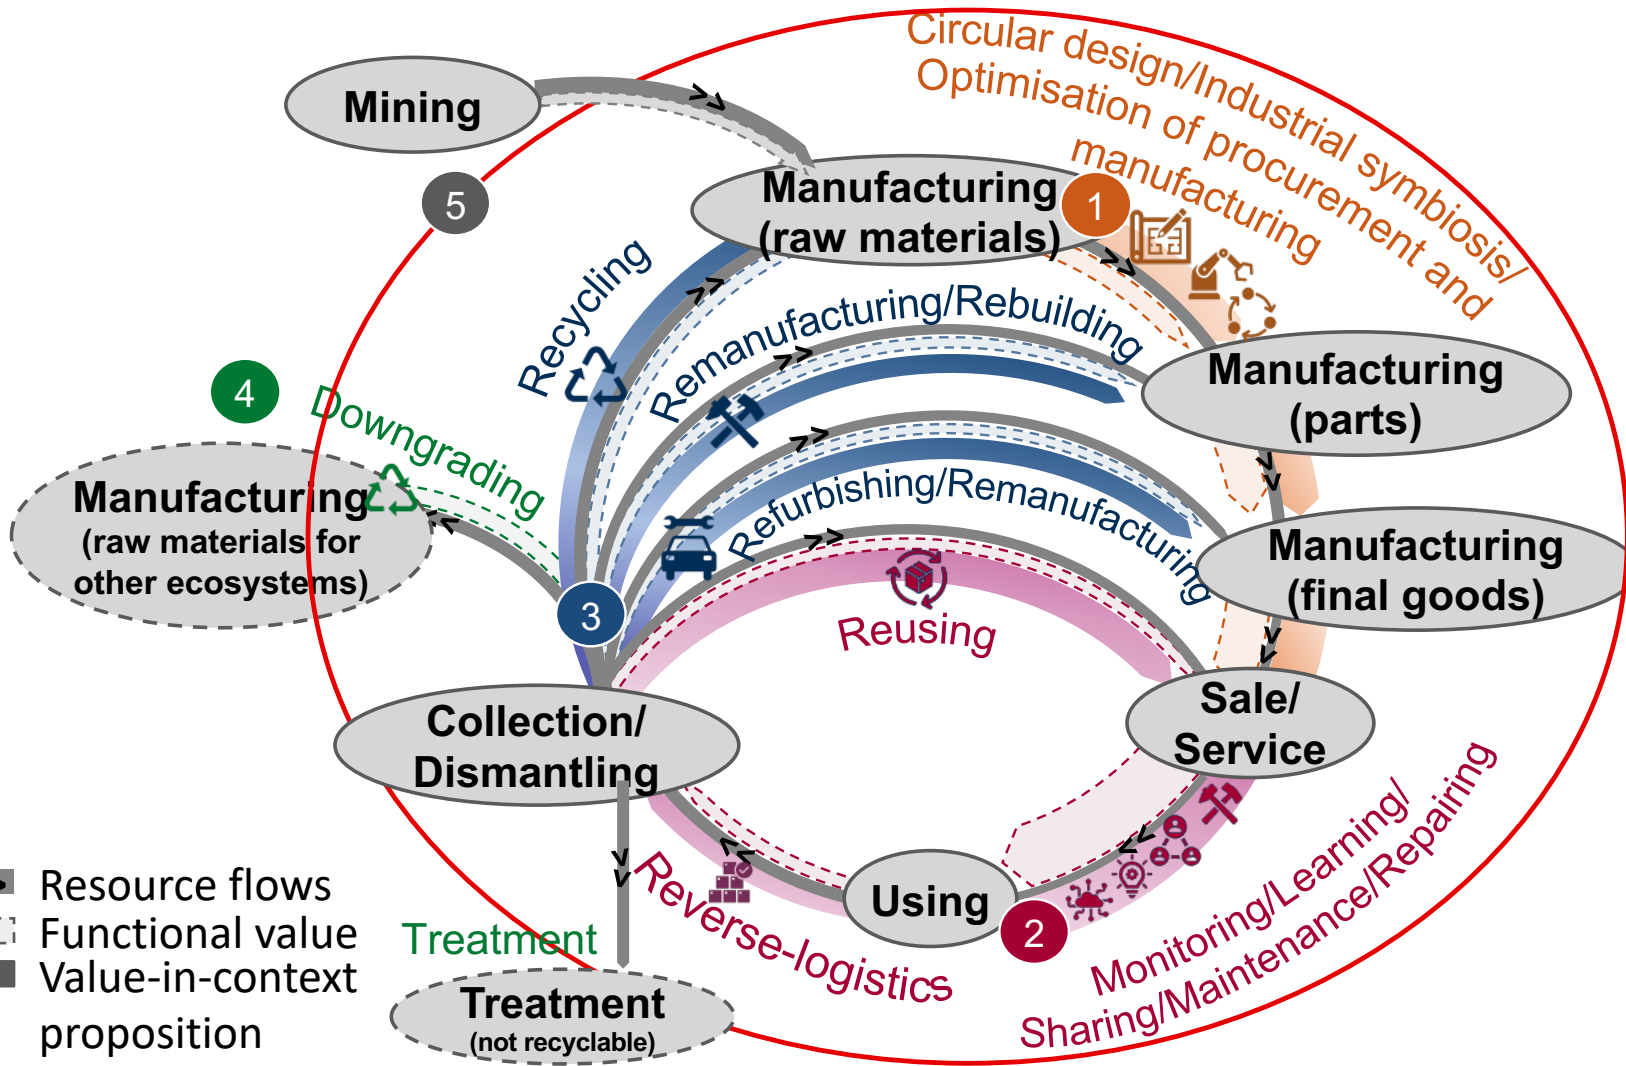 Circular design/Industrial symbiosis/
Optimisation of procurement and
manufacturing
Mining
5
Manufacturing
(raw materials)
1
Recycling
Remanufacturing/Rebuilding
4
Downgrading
Manufacturing
(parts)
Manufacturing
(raw materials for
other ecosystems)
Refurbishing/Remanufacturing
Manufacturing
(final goods)
3
Reusing
Collection/
Dismantling
Sale/
Service
Using
2
Reverse-logistics
Monitoring/Learning/
Sharing/Maintenance/Repairing
Treatment
Treatment
(not recyclable)
Resource flows
Functional value
Value-in-context
proposition